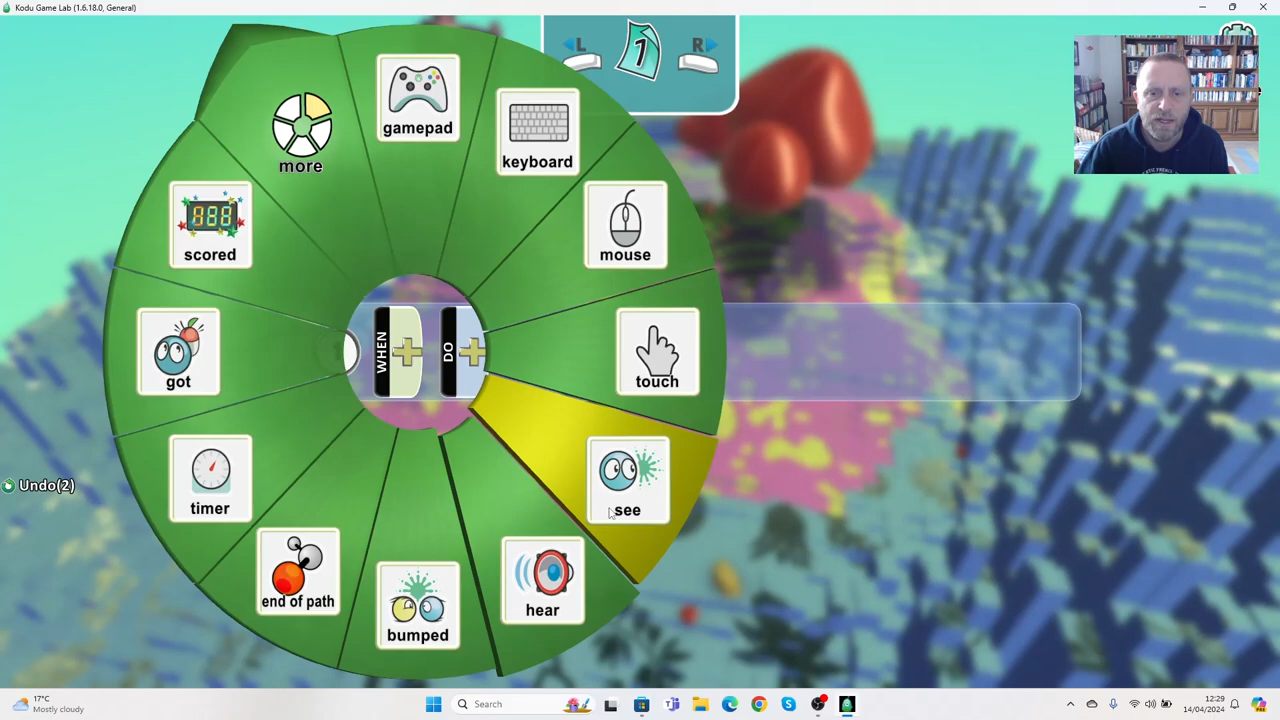 Kodu Game Lab (1.6.18.0, General)
L
1
R
gamepad
keyboard
more
scored
mouse
WHEN
DO
got
touch
timer
see
Undo(2)
end of path
hear
bumped
17°C
Mostly cloudy
Search
12:29
14/04/2024